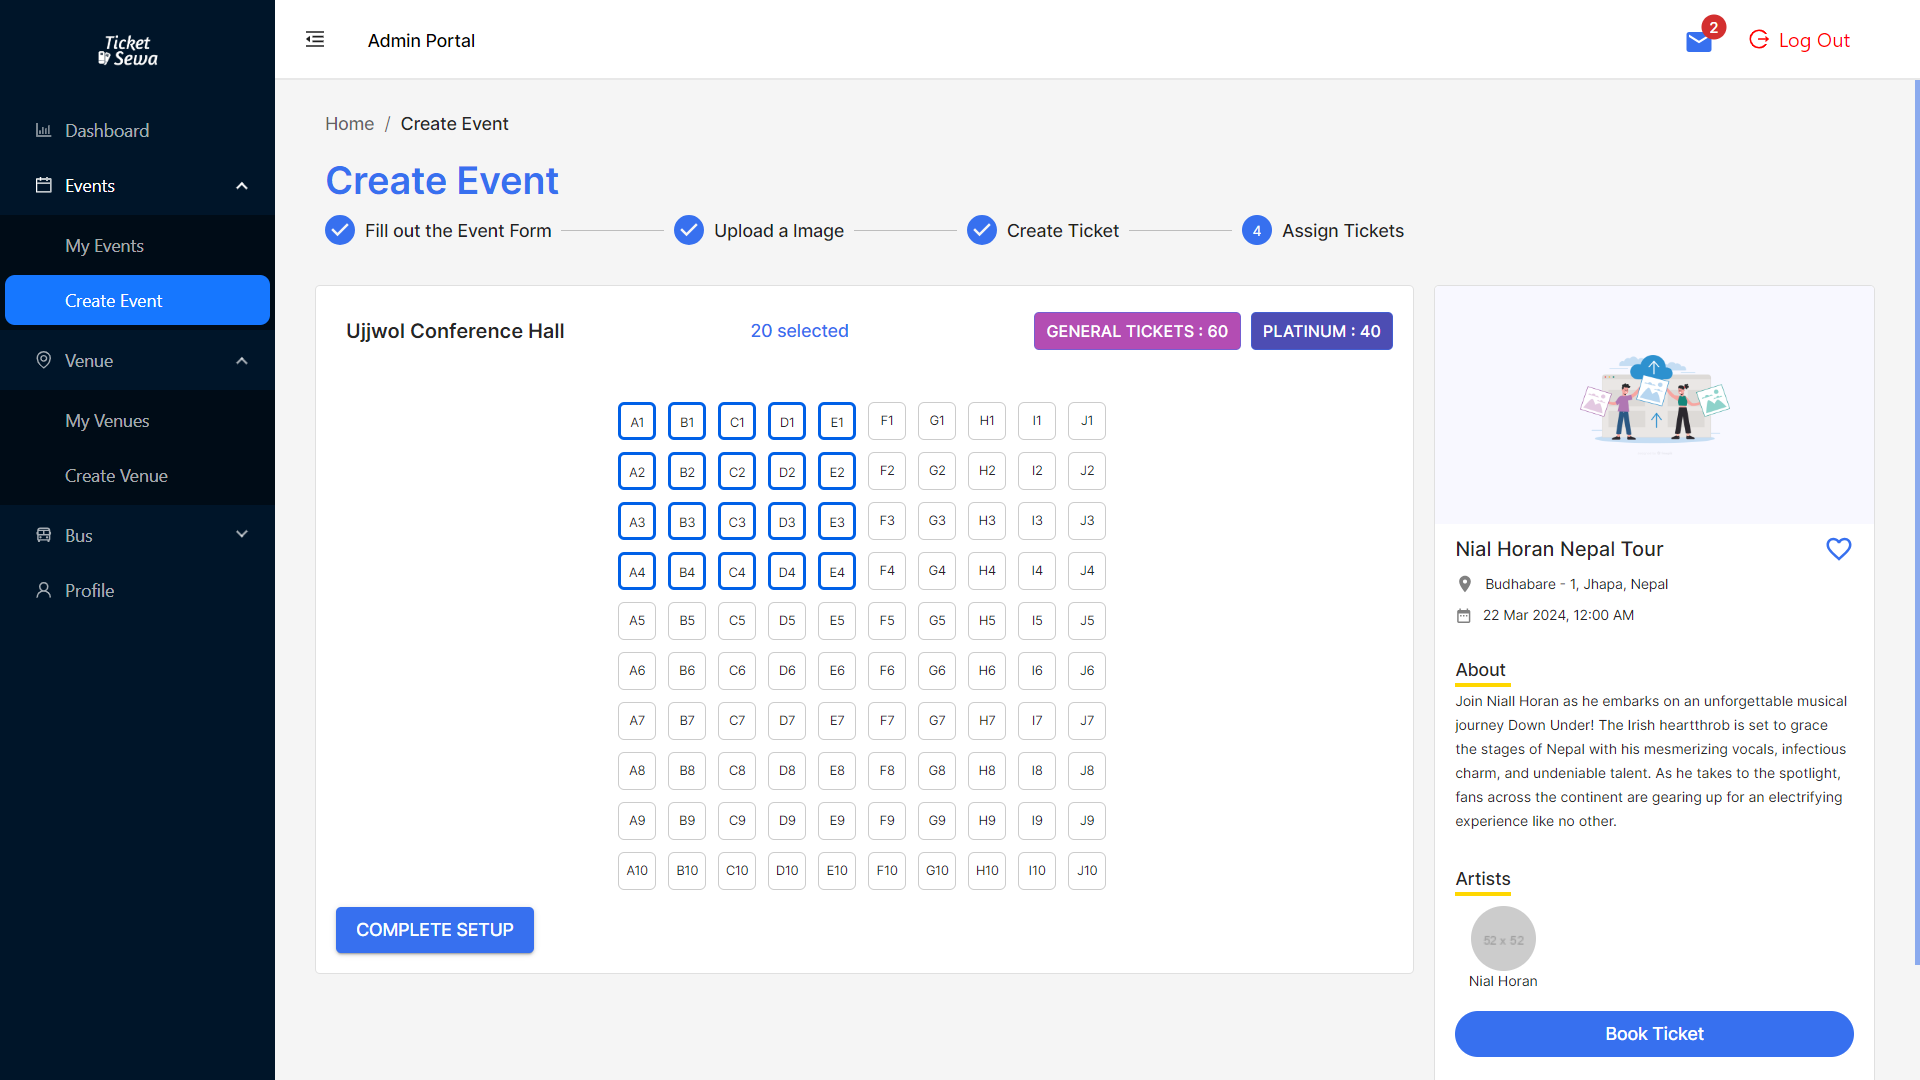 Ticket
Sewa
Dashboard
Events
My Events
Create Event
Venue
My Venues
Create Venue
Bus
Profile
Admin Portal
2
Log Out
Home / Create Event
Create Event
Fill out the Event Form
Upload a Image
Create Ticket
4 Assign Tickets
Ujjwol Conference Hall
20 selected
GENERAL TICKETS : 60
PLATINUM : 40
A1 B1 C1 D1 E1 F1 G1 H1 I1 J1
A2 B2 C2 D2 E2 F2 G2 H2 I2 J2
A3 B3 C3 D3 E3 F3 G3 H3 I3 J3
A4 B4 C4 D4 E4 F4 G4 H4 I4 J4
A5 B5 C5 D5 E5 F5 G5 H5 I5 J5
A6 B6 C6 D6 E6 F6 G6 H6 I6 J6
A7 B7 C7 D7 E7 F7 G7 H7 I7 J7
A8 B8 C8 D8 E8 F8 G8 H8 I8 J8
A9 B9 C9 D9 E9 F9 G9 H9 I9 J9
A10 B10 C10 D10 E10 F10 G10 H10 I10 J10
COMPLETE SETUP
Nial Horan Nepal Tour
Budhabare - 1, Jhapa, Nepal
22 Mar 2024, 12:00 AM
About
Join Niall Horan as he embarks on an unforgettable musical
journey Down Under! The Irish heartthrob is set to grace
the stages of Nepal with his mesmerizing vocals, infectious
charm, and undeniable talent. As he takes to the spotlight,
fans across the continent are gearing up for an electrifying
experience like no other.
Artists
52 x 52
Nial Horan
Book Ticket